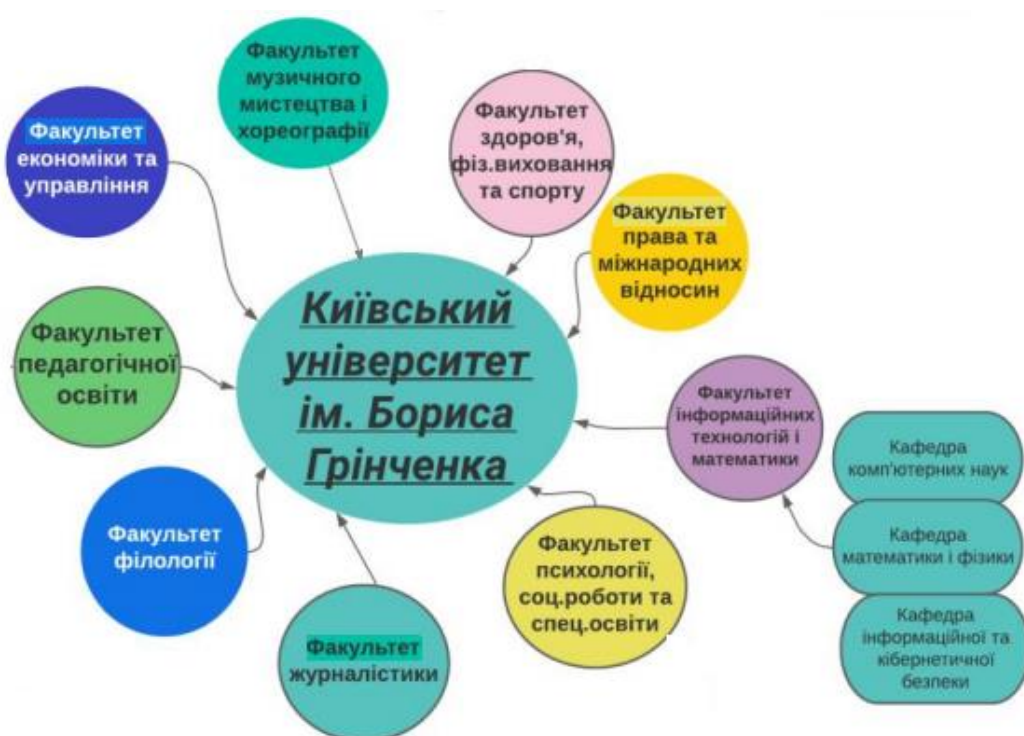 Факультет
музичного
мистецтва і
хореографії
Факультет
економіки та
управління
Факультет
здоров'я,
фіз.виховання
та спорту
Факультет
права та
міжнародних
відносин
Київський
університет
ім. Бориса
Грінченка
Факультет
педагогічної
освіти
Факультет
інформаційних
технологій і
математики
Кафедра
комп'ютерних наук
Кафедра
математики і фізики
Кафедра
інформаційної та
кібернетичної
безпеки
Факультет
філології
Факультет
психології,
соц.роботи та
спец.освіти
Факультет
журналістики